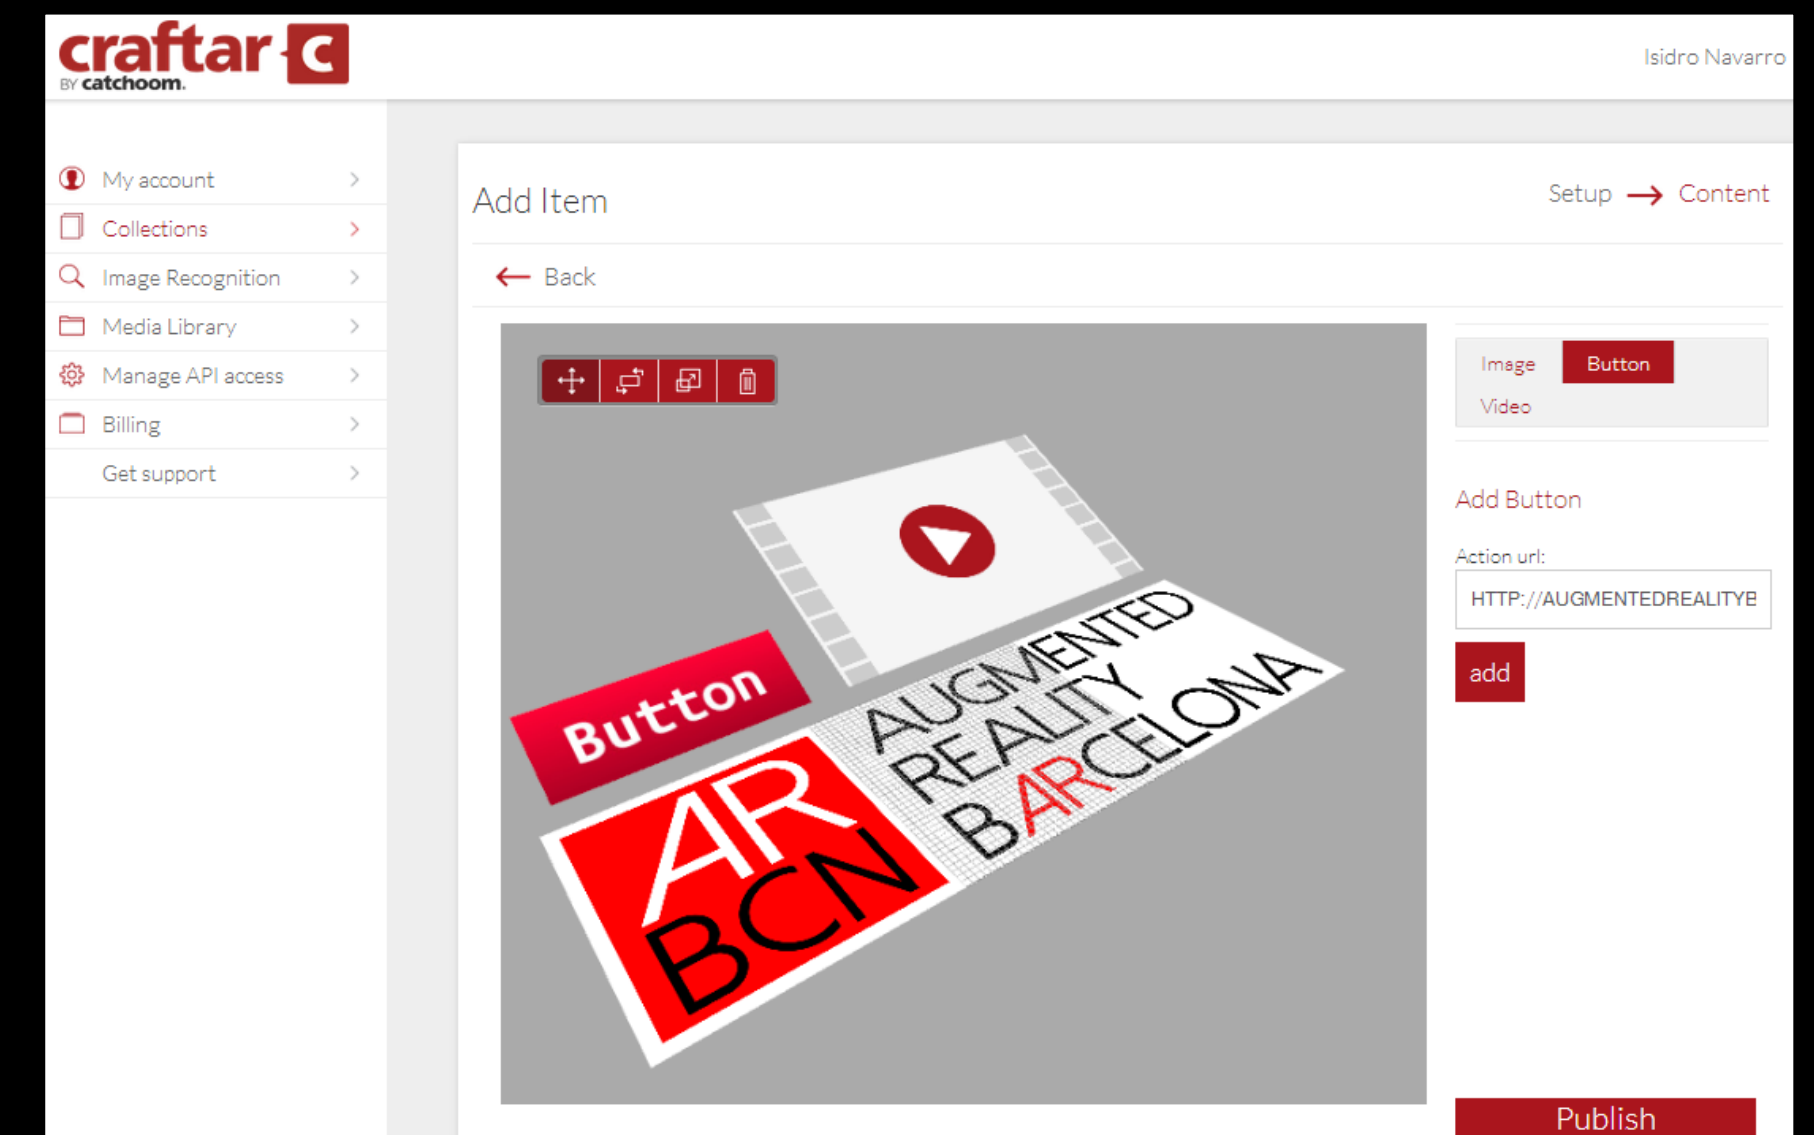 craftar C
BY catchoom.
Isidro Navarro
My account
Collections
Image Recognition
Media Library
Manage API access
Billing
Get support
Add Item
Setup → Content
← Back
Image
Button
Video
Add Button
Action url:
HTTP://AUGMENTEDREALITYB
add
Button
AUGMENTED
REALITY
BARCELONA
AR
BCN
Publish